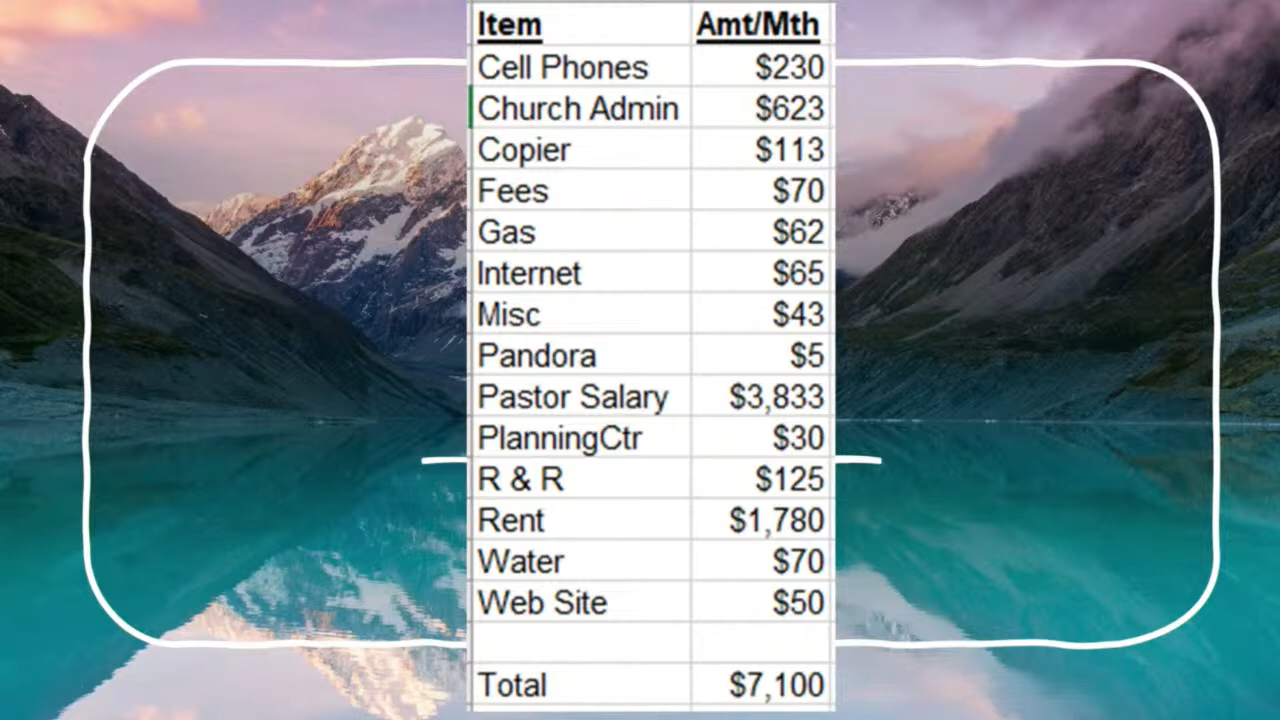 Item Amt/Mth
Cell Phones $230
Church Admin $623
Copier $113
Fees $70
Gas $62
Internet $65
Misc $43
Pandora $5
Pastor Salary $3,833
PlanningCtr $30
R & R $125
Rent $1,780
Water $70
Web Site $50
Total $7,100